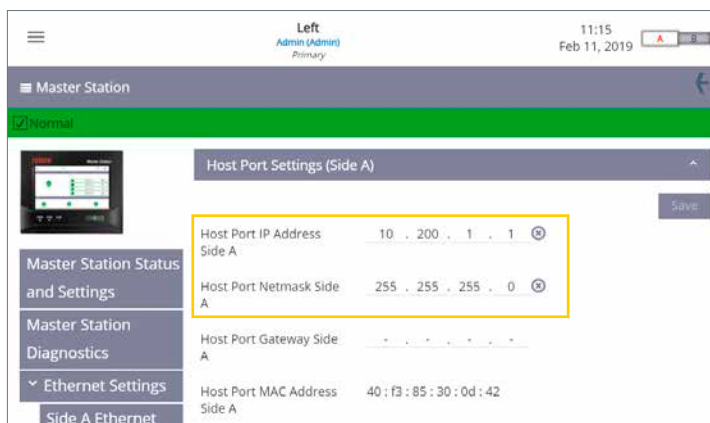 Left
Admin (Admin)
Primary
11:15
Feb 11, 2019
A
B
Master Station
Normal
Host Port Settings (Side A)
Save
Host Port IP Address
Side A
10 . 200 . 1 . 1
Host Port Netmask Side
A
255 . 255 . 255 . 0
Host Port Gateway Side
A
- . - . - . -
Host Port MAC Address
Side A
40 : f3 : 85 : 30 : 0d : 42
Master Station Status
and Settings
Master Station
Diagnostics
Ethernet Settings
Side A Ethernet